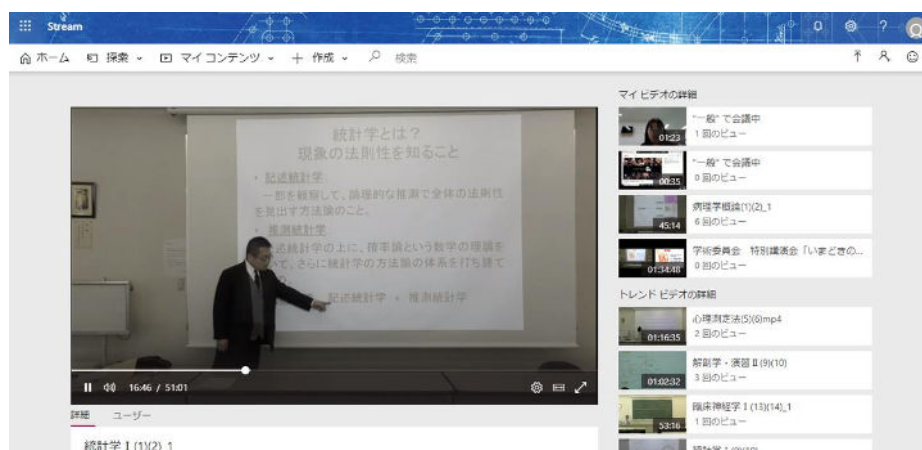 Stream
?
ホーム 探索 マイ コンテンツ 作成 検索
統計学とは?
現象の法則性を知ること
・記述統計学:
一部を観察して、論理的な推測で全体の法則性
を見出す方法論のこと。
・推測統計学
述統計学の上に、確率論という数学の理論を
いて、さらに統計学の方法論の体系を打ち建て
記述統計学 + 推測統計学
16:46 / 51:01
詳細 ユーザー
統計学 I (1)(2)_1
マイ ビデオの詳細
01:23
"一般" で会議中
1 回のビュー
00:35
"一般" で会議中
0 回のビュー
45:14
病理学概論(1)(2)_1
6 回のビュー
01:34:48
学術委員会 特別講演会「いまどきの...
0 回のビュー
トレンド ビデオの詳細
01:16:35
心理測定法(5)(6)mp4
2 回のビュー
01:02:32
解剖学・演習 II (9)(10)
3 回のビュー
53:16
臨床神経学 I (13)(14)_1
1 回のビュー
統計学 I (9)(10)